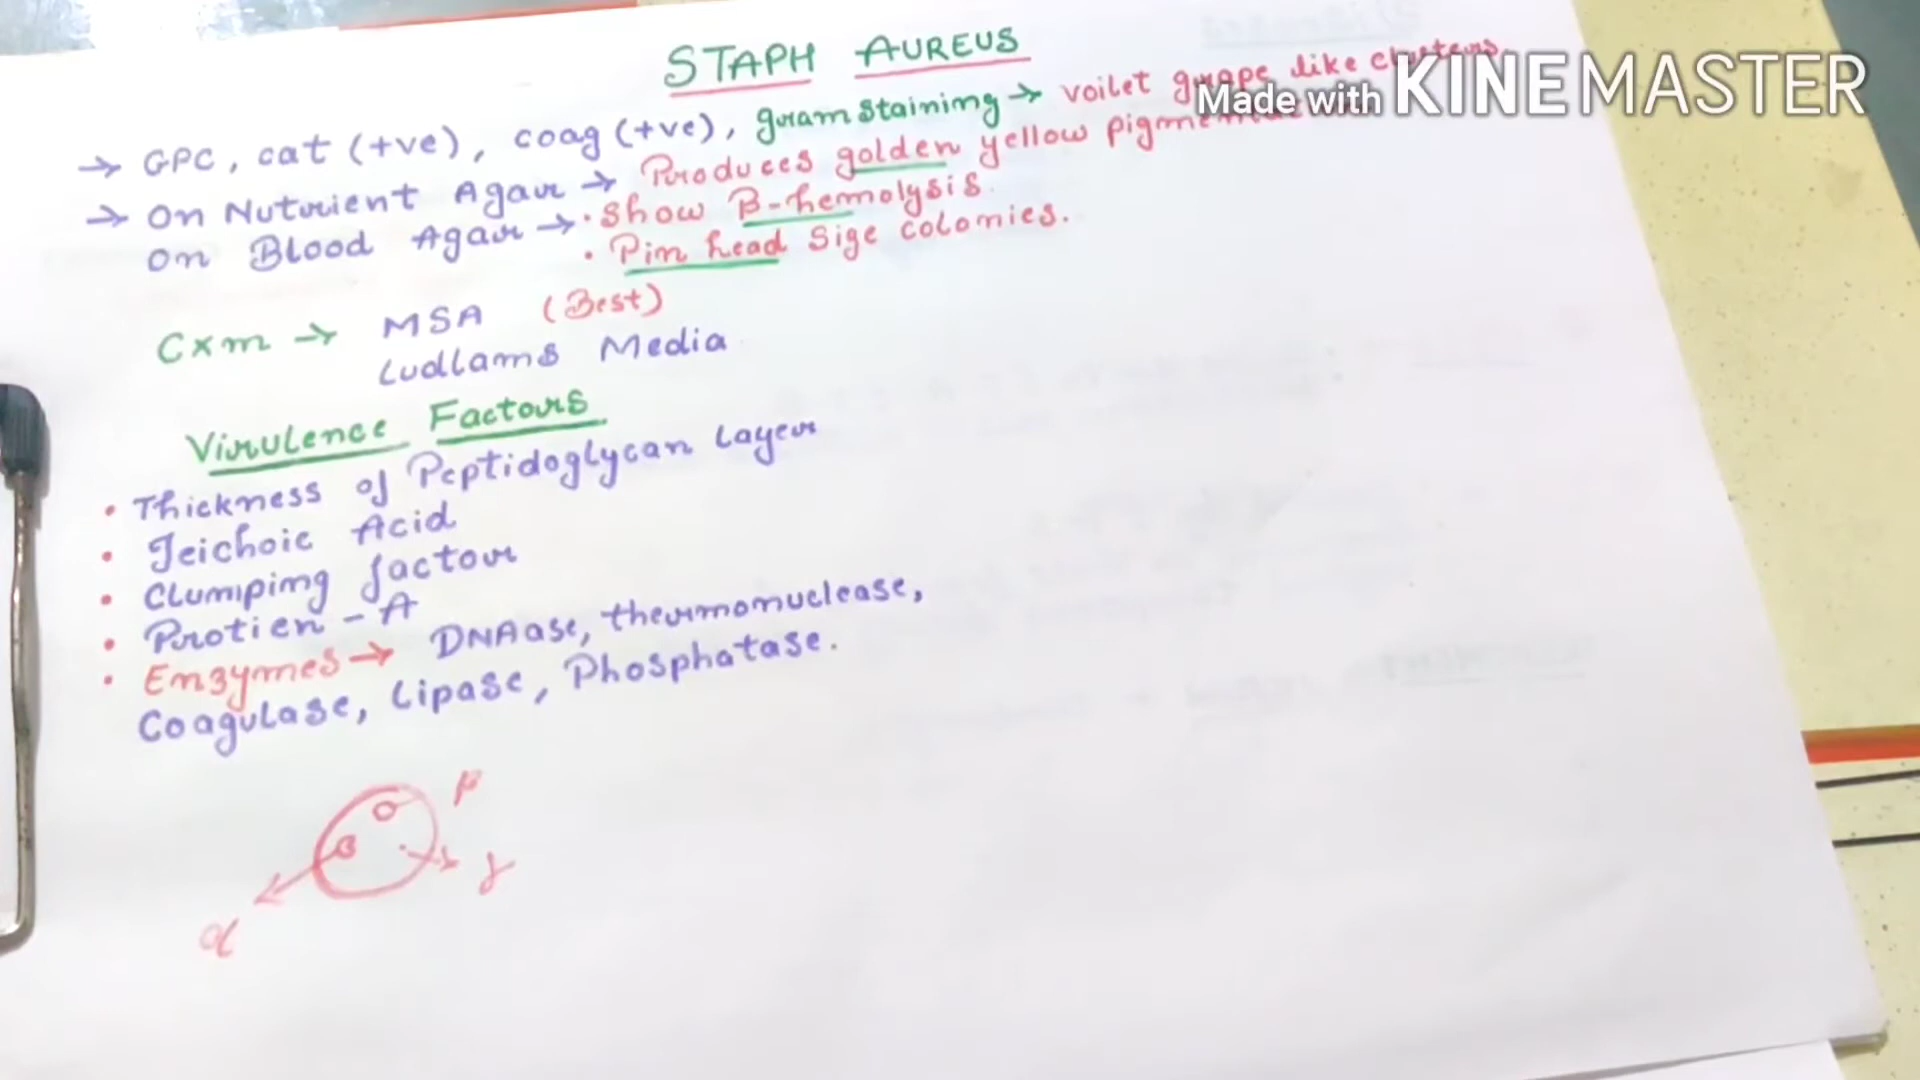 STAPH AUREUS
→ GPC, cat (+ve), coag (+ve), gram staining → voilet grape like clusters.
Made with KINEMASTER
→ On Nutrient Agar → Produces golden yellow
On Blood Agar → • Show B-hemolysis.
• Pin head Size colonies.
Cxm → MSA (Best)
Ludlams Media
Virulence Factors
• Thickness of Peptidoglycan Layer
• Teichoic Acid
• Clumping factor
• Protien - A
• Enzymes → DNAase, thermonuclease,
Coagulase, Lipase, Phosphatase.
β
γ
α